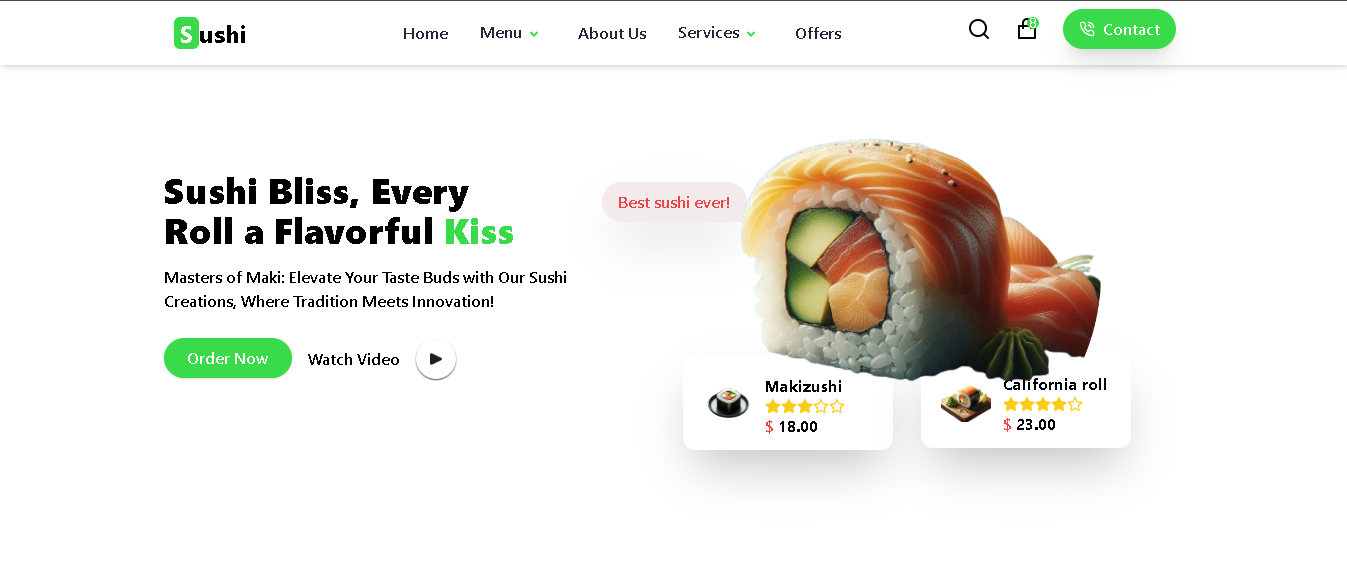 Sushi
Home
Menu
About Us
Services
Offers
8
Contact
Sushi Bliss, Every
Roll a Flavorful Kiss
Masters of Maki: Elevate Your Taste Buds with Our Sushi
Creations, Where Tradition Meets Innovation!
Order Now
Watch Video
Best sushi ever!
Makizushi
$ 18.00
California roll
$ 23.00